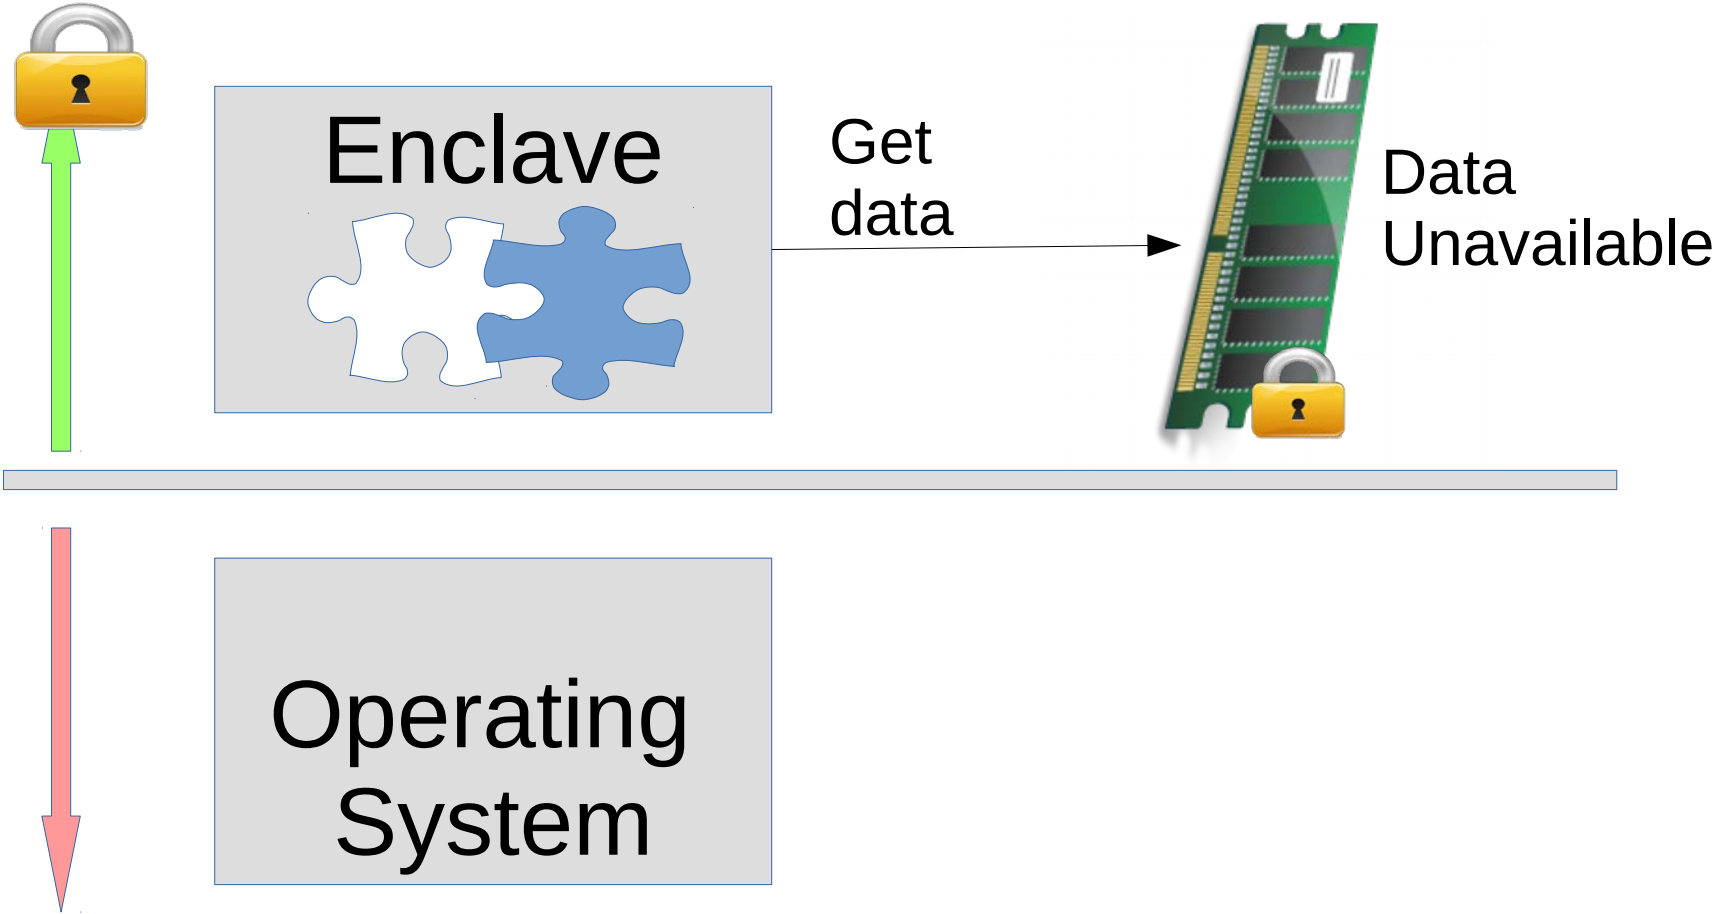 Enclave
Get
data
Data
Unavailable
Operating
System